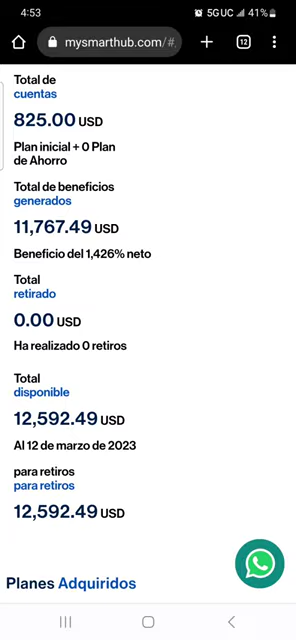 4:53
5GUC 41%
mysmarthub.com/#
12
Total de
cuentas
825.00 USD
Plan inicial + 0 Plan
de Ahorro
Total de beneficios
generados
11,767.49 USD
Beneficio del 1,426% neto
Total
retirado
0.00 USD
Ha realizado 0 retiros
Total
disponible
12,592.49 USD
Al 12 de marzo de 2023
para retiros
para retiros
12,592.49 USD
Planes Adquiridos